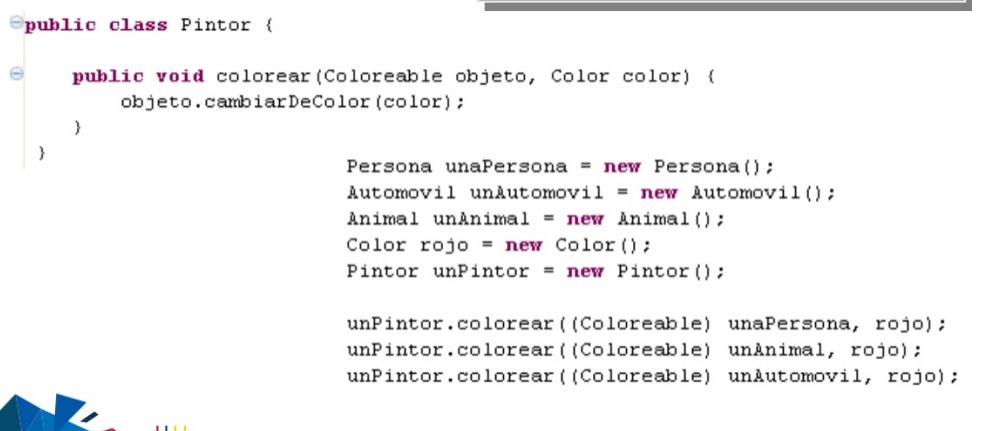 public class Pintor {
public void colorear(Coloreable objeto, Color color) {
objeto.cambiarDeColor(color);
}
}
Persona unaPersona = new Persona();
Automovil unAutomovil = new Automovil();
Animal unAnimal = new Animal();
Color rojo = new Color();
Pintor unPintor = new Pintor();
unPintor.colorear((Coloreable) unaPersona, rojo);
unPintor.colorear((Coloreable) unAnimal, rojo);
unPintor.colorear((Coloreable) unAutomovil, rojo);